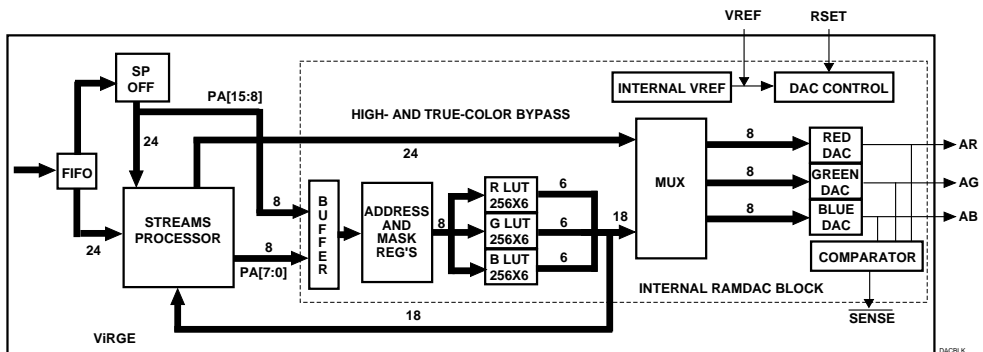 VREF
RSET
SP
OFF
PA[15:8]
INTERNAL VREF
DAC CONTROL
HIGH- AND TRUE-COLOR BYPASS
24
24
FIFO
24
STREAMS
PROCESSOR
8
8
PA[7:0]
BUFFER
ADDRESS
AND
MASK
REG'S
8
R LUT
256X6
G LUT
256X6
B LUT
256X6
6
6
6
18
MUX
8
8
8
RED
DAC
GREEN
DAC
BLUE
DAC
AR
AG
AB
COMPARATOR
INTERNAL RAMDAC BLOCK
SENSE
18
ViRGE
DACBLK